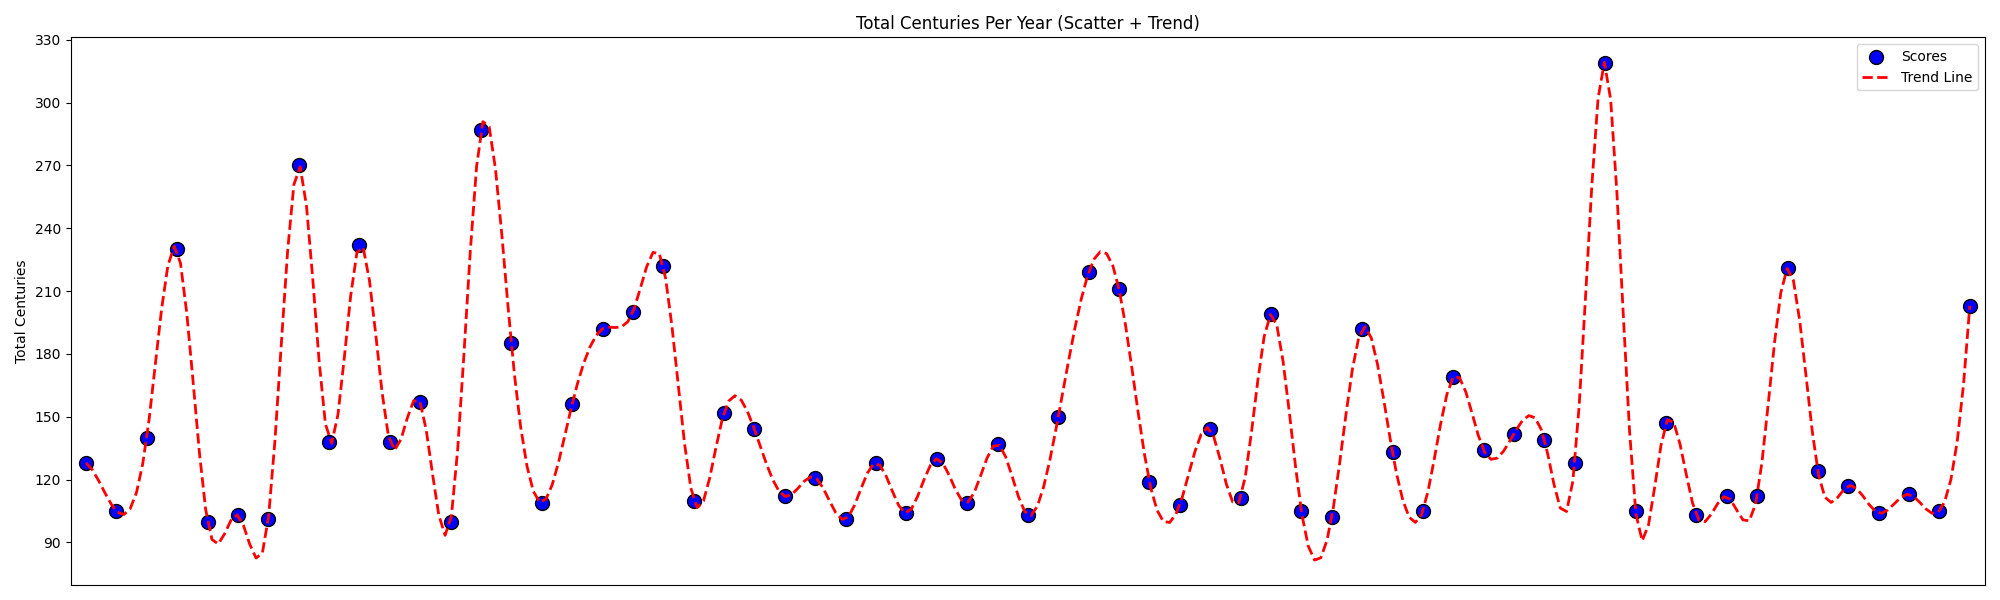 Total Centuries Per Year (Scatter + Trend)
330
300
270
240
210
180
150
120
90
Total Centuries
Scores
Trend Line